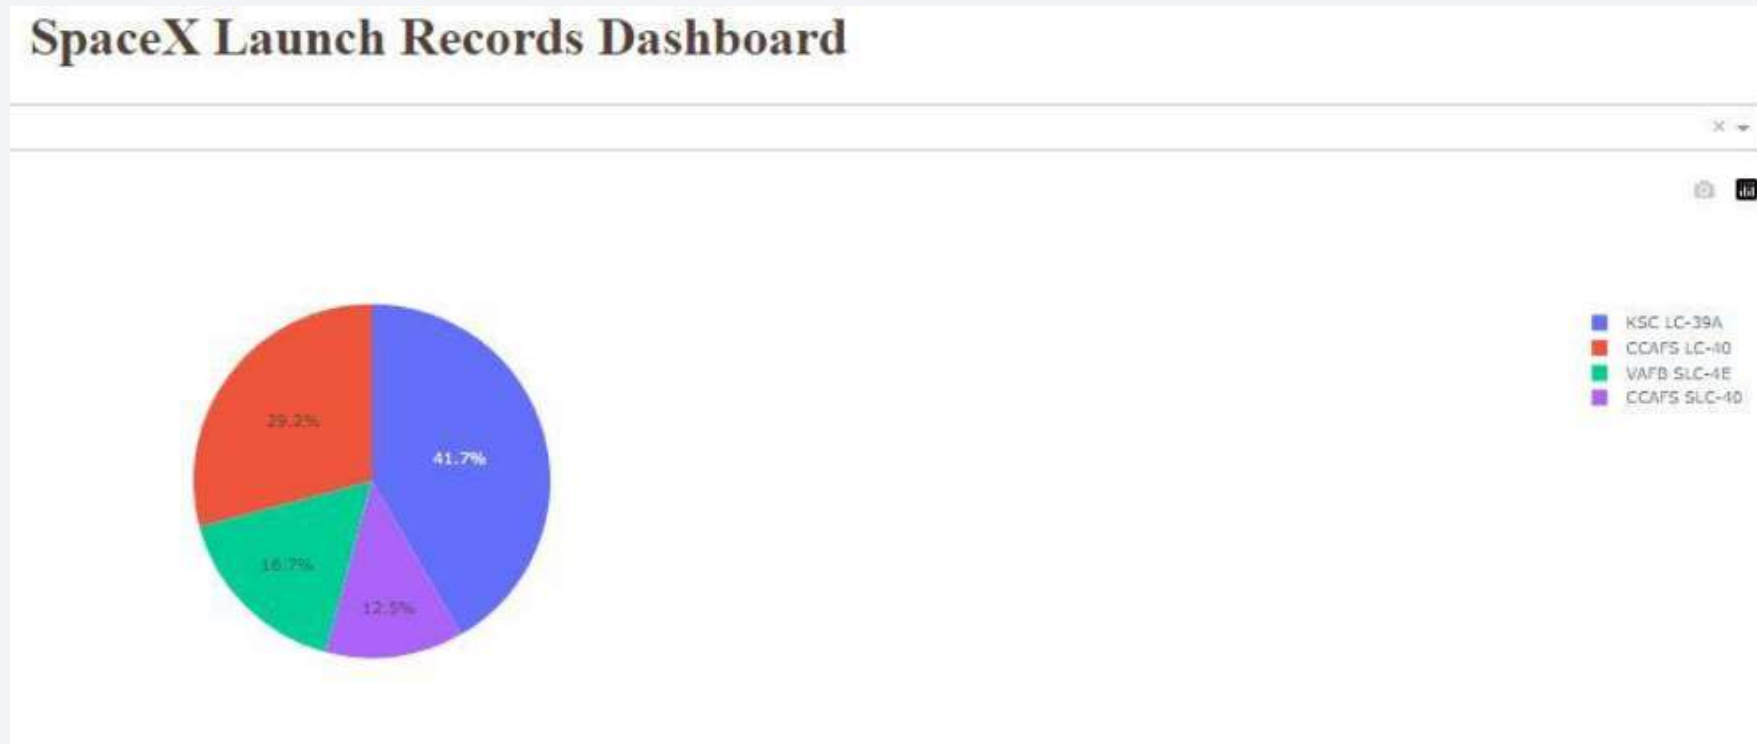 SpaceX Launch Records Dashboard
KSC LC-39A
CCAFS LC-40
VAFB SLC-4E
CCAFS SLC-40
29.2%
41.7%
16.7%
12.5%